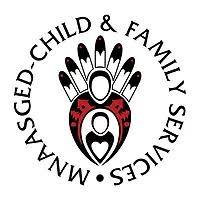 MNAASGED-CHILD & FAMILY SERVICES •